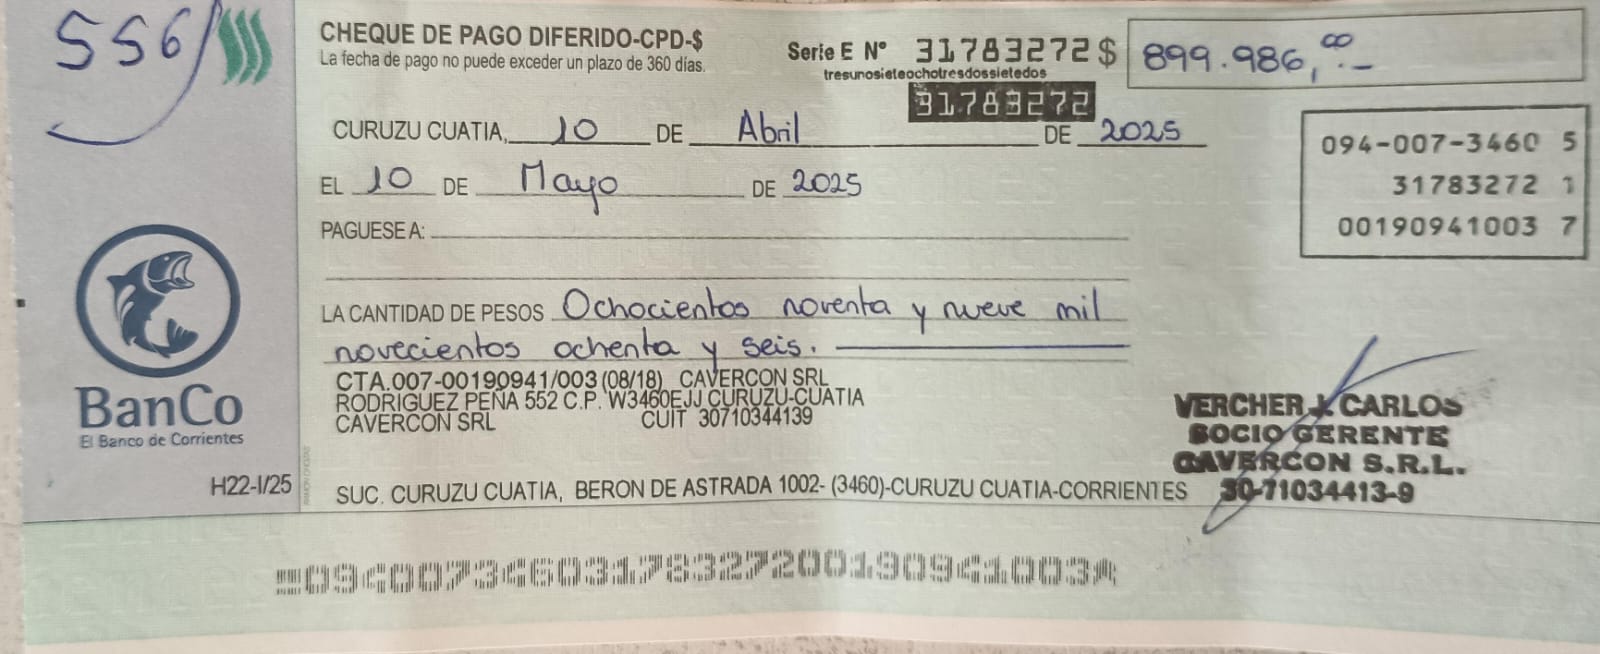 556
CHEQUE DE PAGO DIFERIDO-CPD-$
La fecha de pago no puede exceder un plazo de 360 días.
Serie E Nº 31783272 $ 899.986,00
tresunosieteochotresdossietedos
31783272
CURUZU CUATIA, 10 DE Abril DE 2025
EL 10 DE Mayo DE 2025
094-007-3460 5
31783272 1
00190941003 7
PAGUESE A:
LA CANTIDAD DE PESOS Ochocientos noventa y nueve mil
novecientos ochenta y seis.
CTA.007-00190941/003 (08/18) CAVERCON SRL
RODRIGUEZ PEÑA 552 C.P. W3460EJJ CURUZU-CUATIA
CAVERCON SRL CUIT 30710344139
BanCo
El Banco de Corrientes
H22-I/25
VERCHER J. CARLOS
SOCIO GERENTE
CAVERCON S.R.L.
30-71034413-9
SUC. CURUZU CUATIA, BERON DE ASTRADA 1002- (3460)-CURUZU CUATIA-CORRIENTES
09400734603178327200190941003